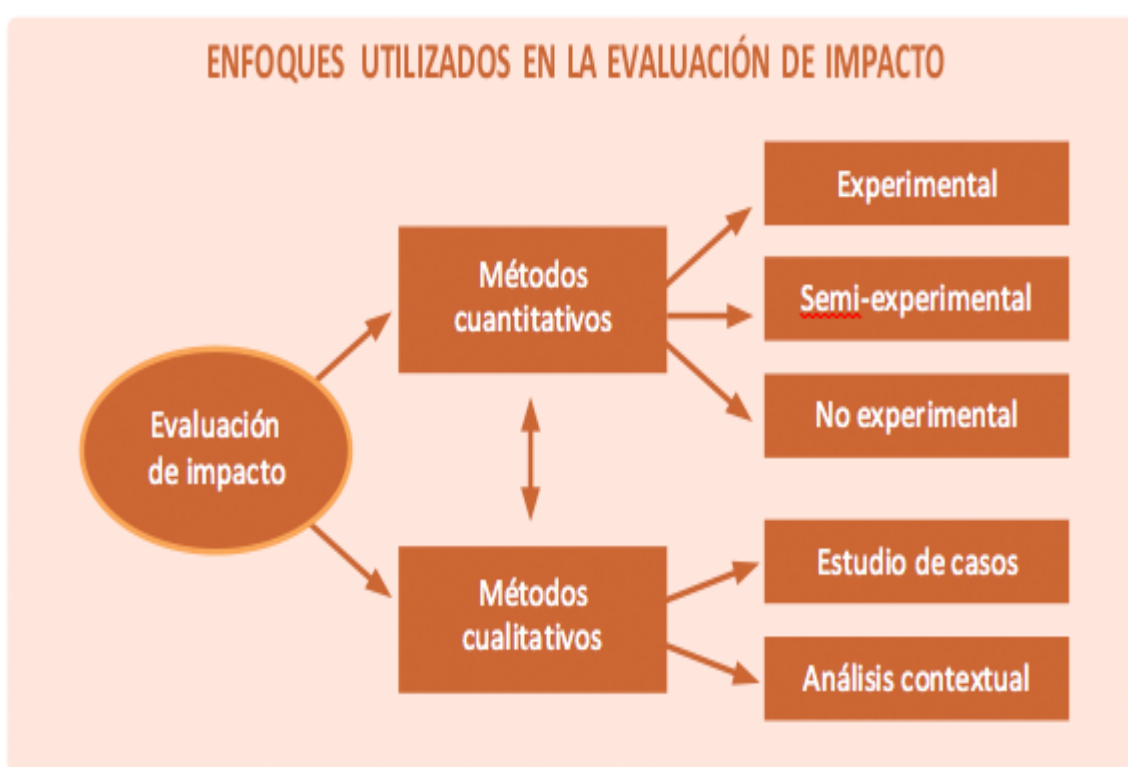 ENFOQUES UTILIZADOS EN LA EVALUACIÓN DE IMPACTO
Evaluación
de impacto
Métodos
cuantitativos
Experimental
Semi-experimental
No experimental
Métodos
cualitativos
Estudio de casos
Análisis contextual